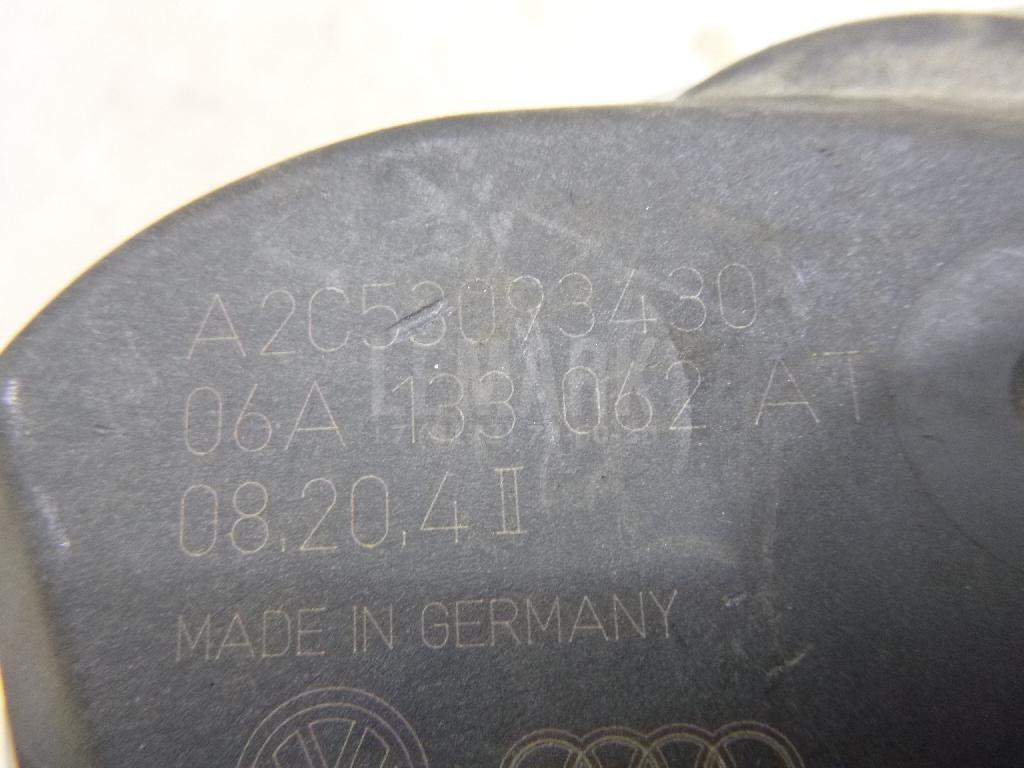 A2C53093430
06A 133 062 AT
08.20.4 II
MADE IN GERMANY